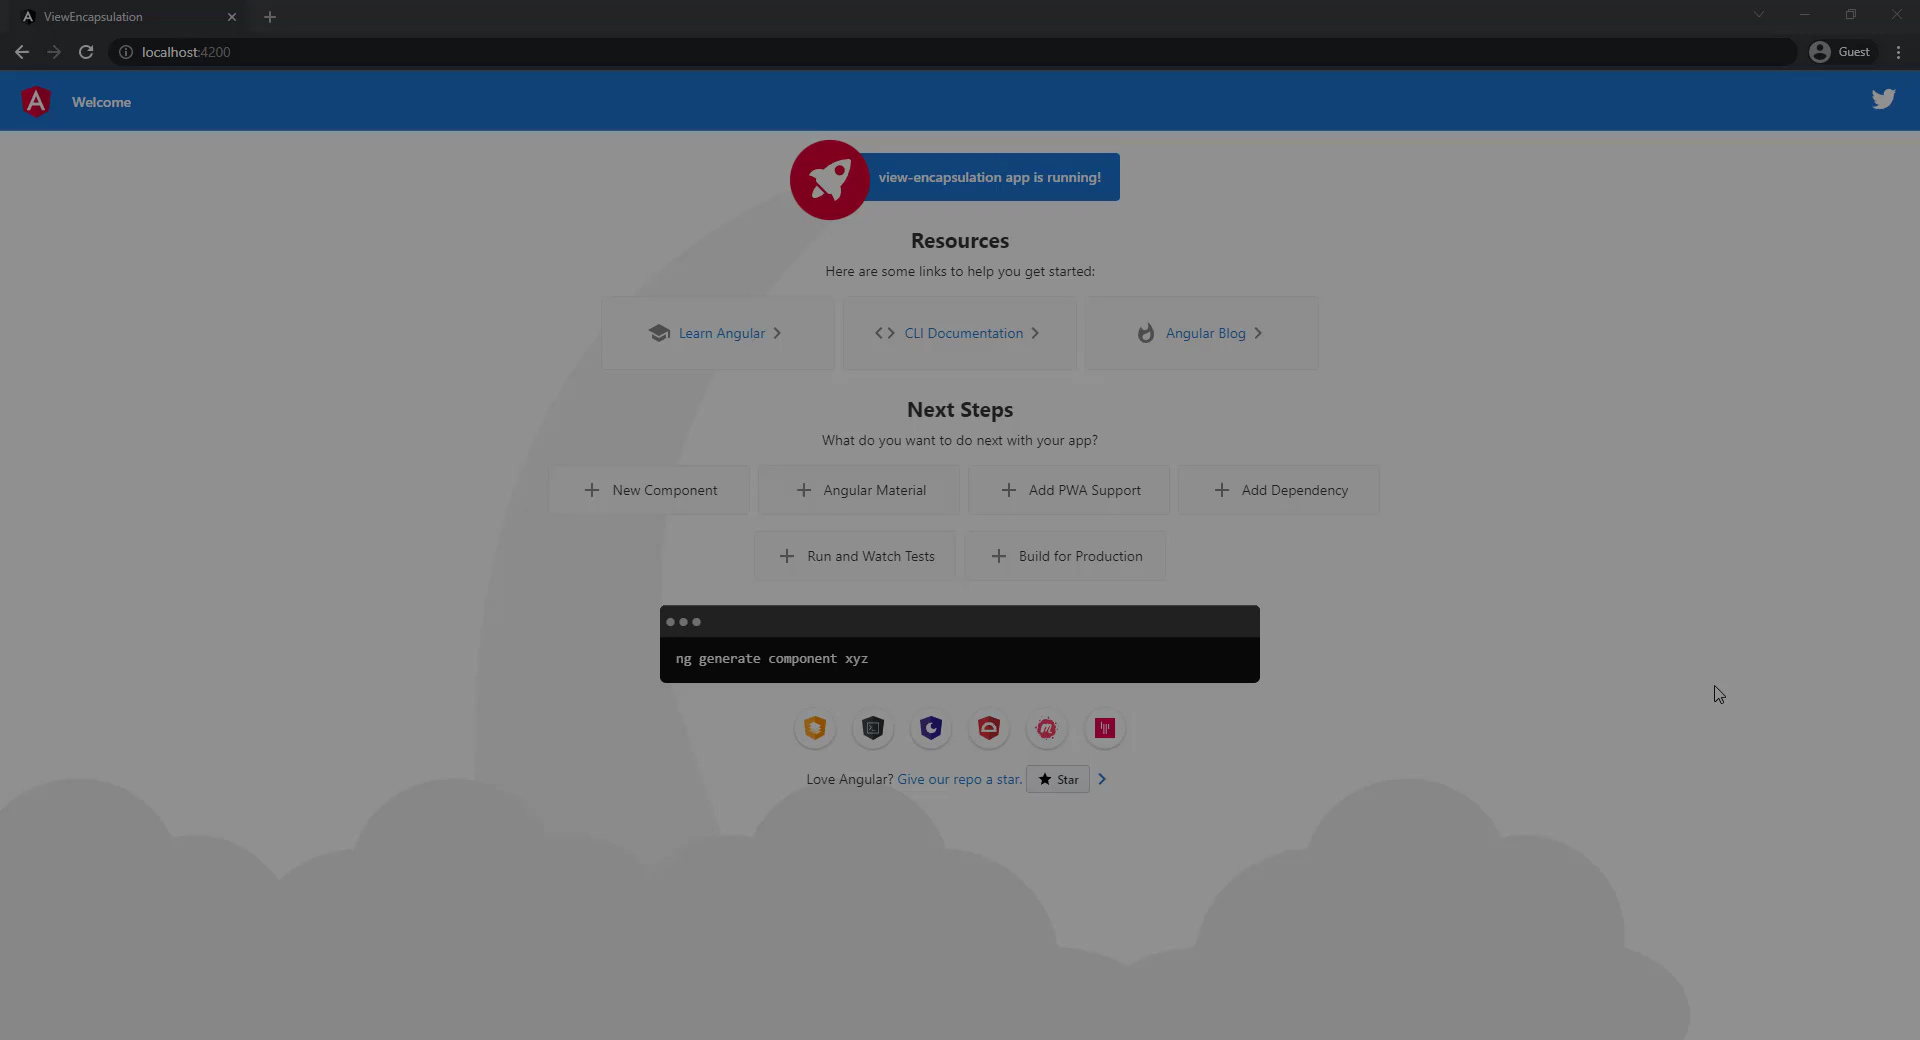 ViewEncapsulation
localhost:4200
Guest
Welcome
view-encapsulation app is running!
Resources
Here are some links to help you get started:
Learn Angular
CLI Documentation
Angular Blog
Next Steps
What do you want to do next with your app?
New Component
Angular Material
Add PWA Support
Add Dependency
Run and Watch Tests
Build for Production
ng generate component xyz
Love Angular? Give our repo a star. Star